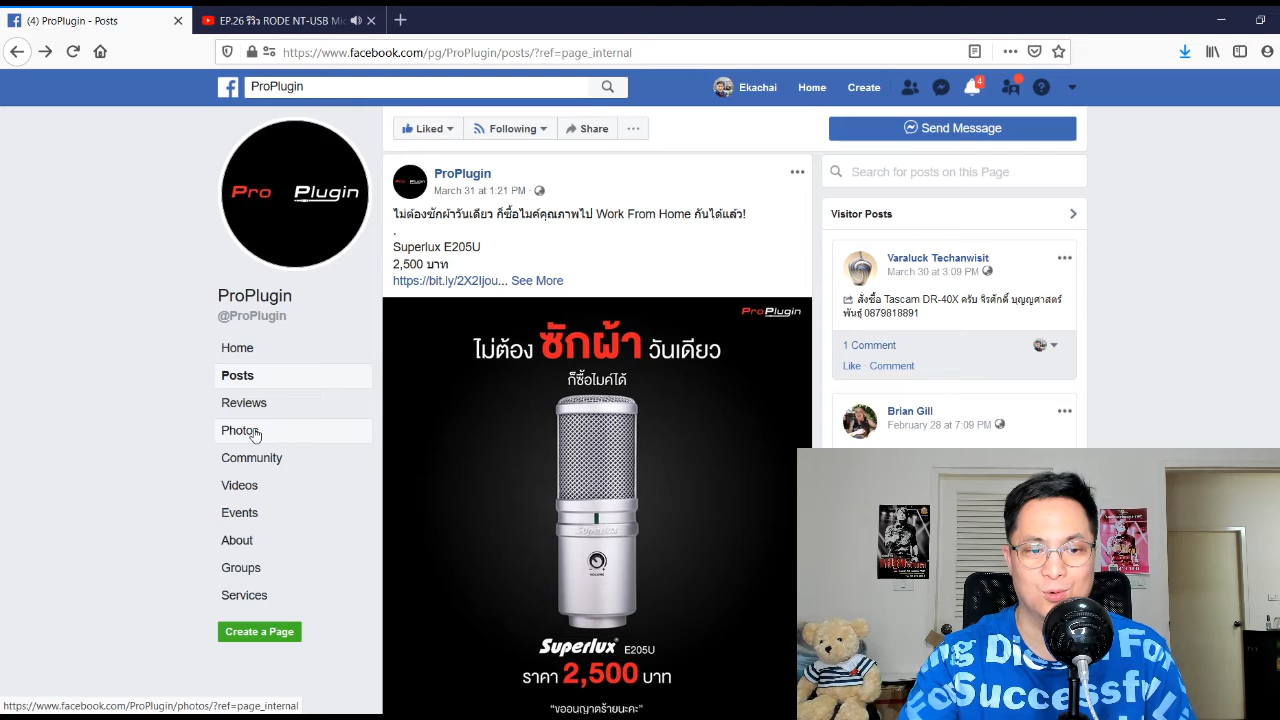 (4) ProPlugin - Posts
EP.26 รีวิว RODE NT-USB Mi
https://www.facebook.com/pg/ProPlugin/posts/?ref=page_internal
ProPlugin
Ekachai
Home
Create
4
Liked
Following
Share
Send Message
Pro Plugin
ProPlugin
@ProPlugin
Home
Posts
Reviews
Photos
Community
Videos
Events
About
Groups
Services
Create a Page
ProPlugin
March 31 at 1:21 PM ·
ไม่ต้องซักผ้าวันเดียว ก็ซื้อไมค์คุณภาพไป Work From Home กันได้แล้ว!
.
Superlux E205U
2,500 บาท
https://bit.ly/2X2Ijou... See More
ProPlugin
ไม่ต้อง ซักผ้า วันเดียว
ก็ซื้อไมค์ได้
Superlux
VOLUME
Superlux® E205U
ราคา 2,500 บาท
"ขออนุญาตร้ายนะคะ"
Search for posts on this Page
Visitor Posts
Varaluck Techanwisit
March 30 at 3:09 PM
สั่งซื้อ Tascam DR-40X ครับ จิรศักดิ์ บุญญาศาสตร์
พันธุ์ 0879818891
1 Comment
Like Comment
Brian Gill
February 28 at 7:09 PM
Successful
https://www.facebook.com/ProPlugin/photos/?ref=page_internal